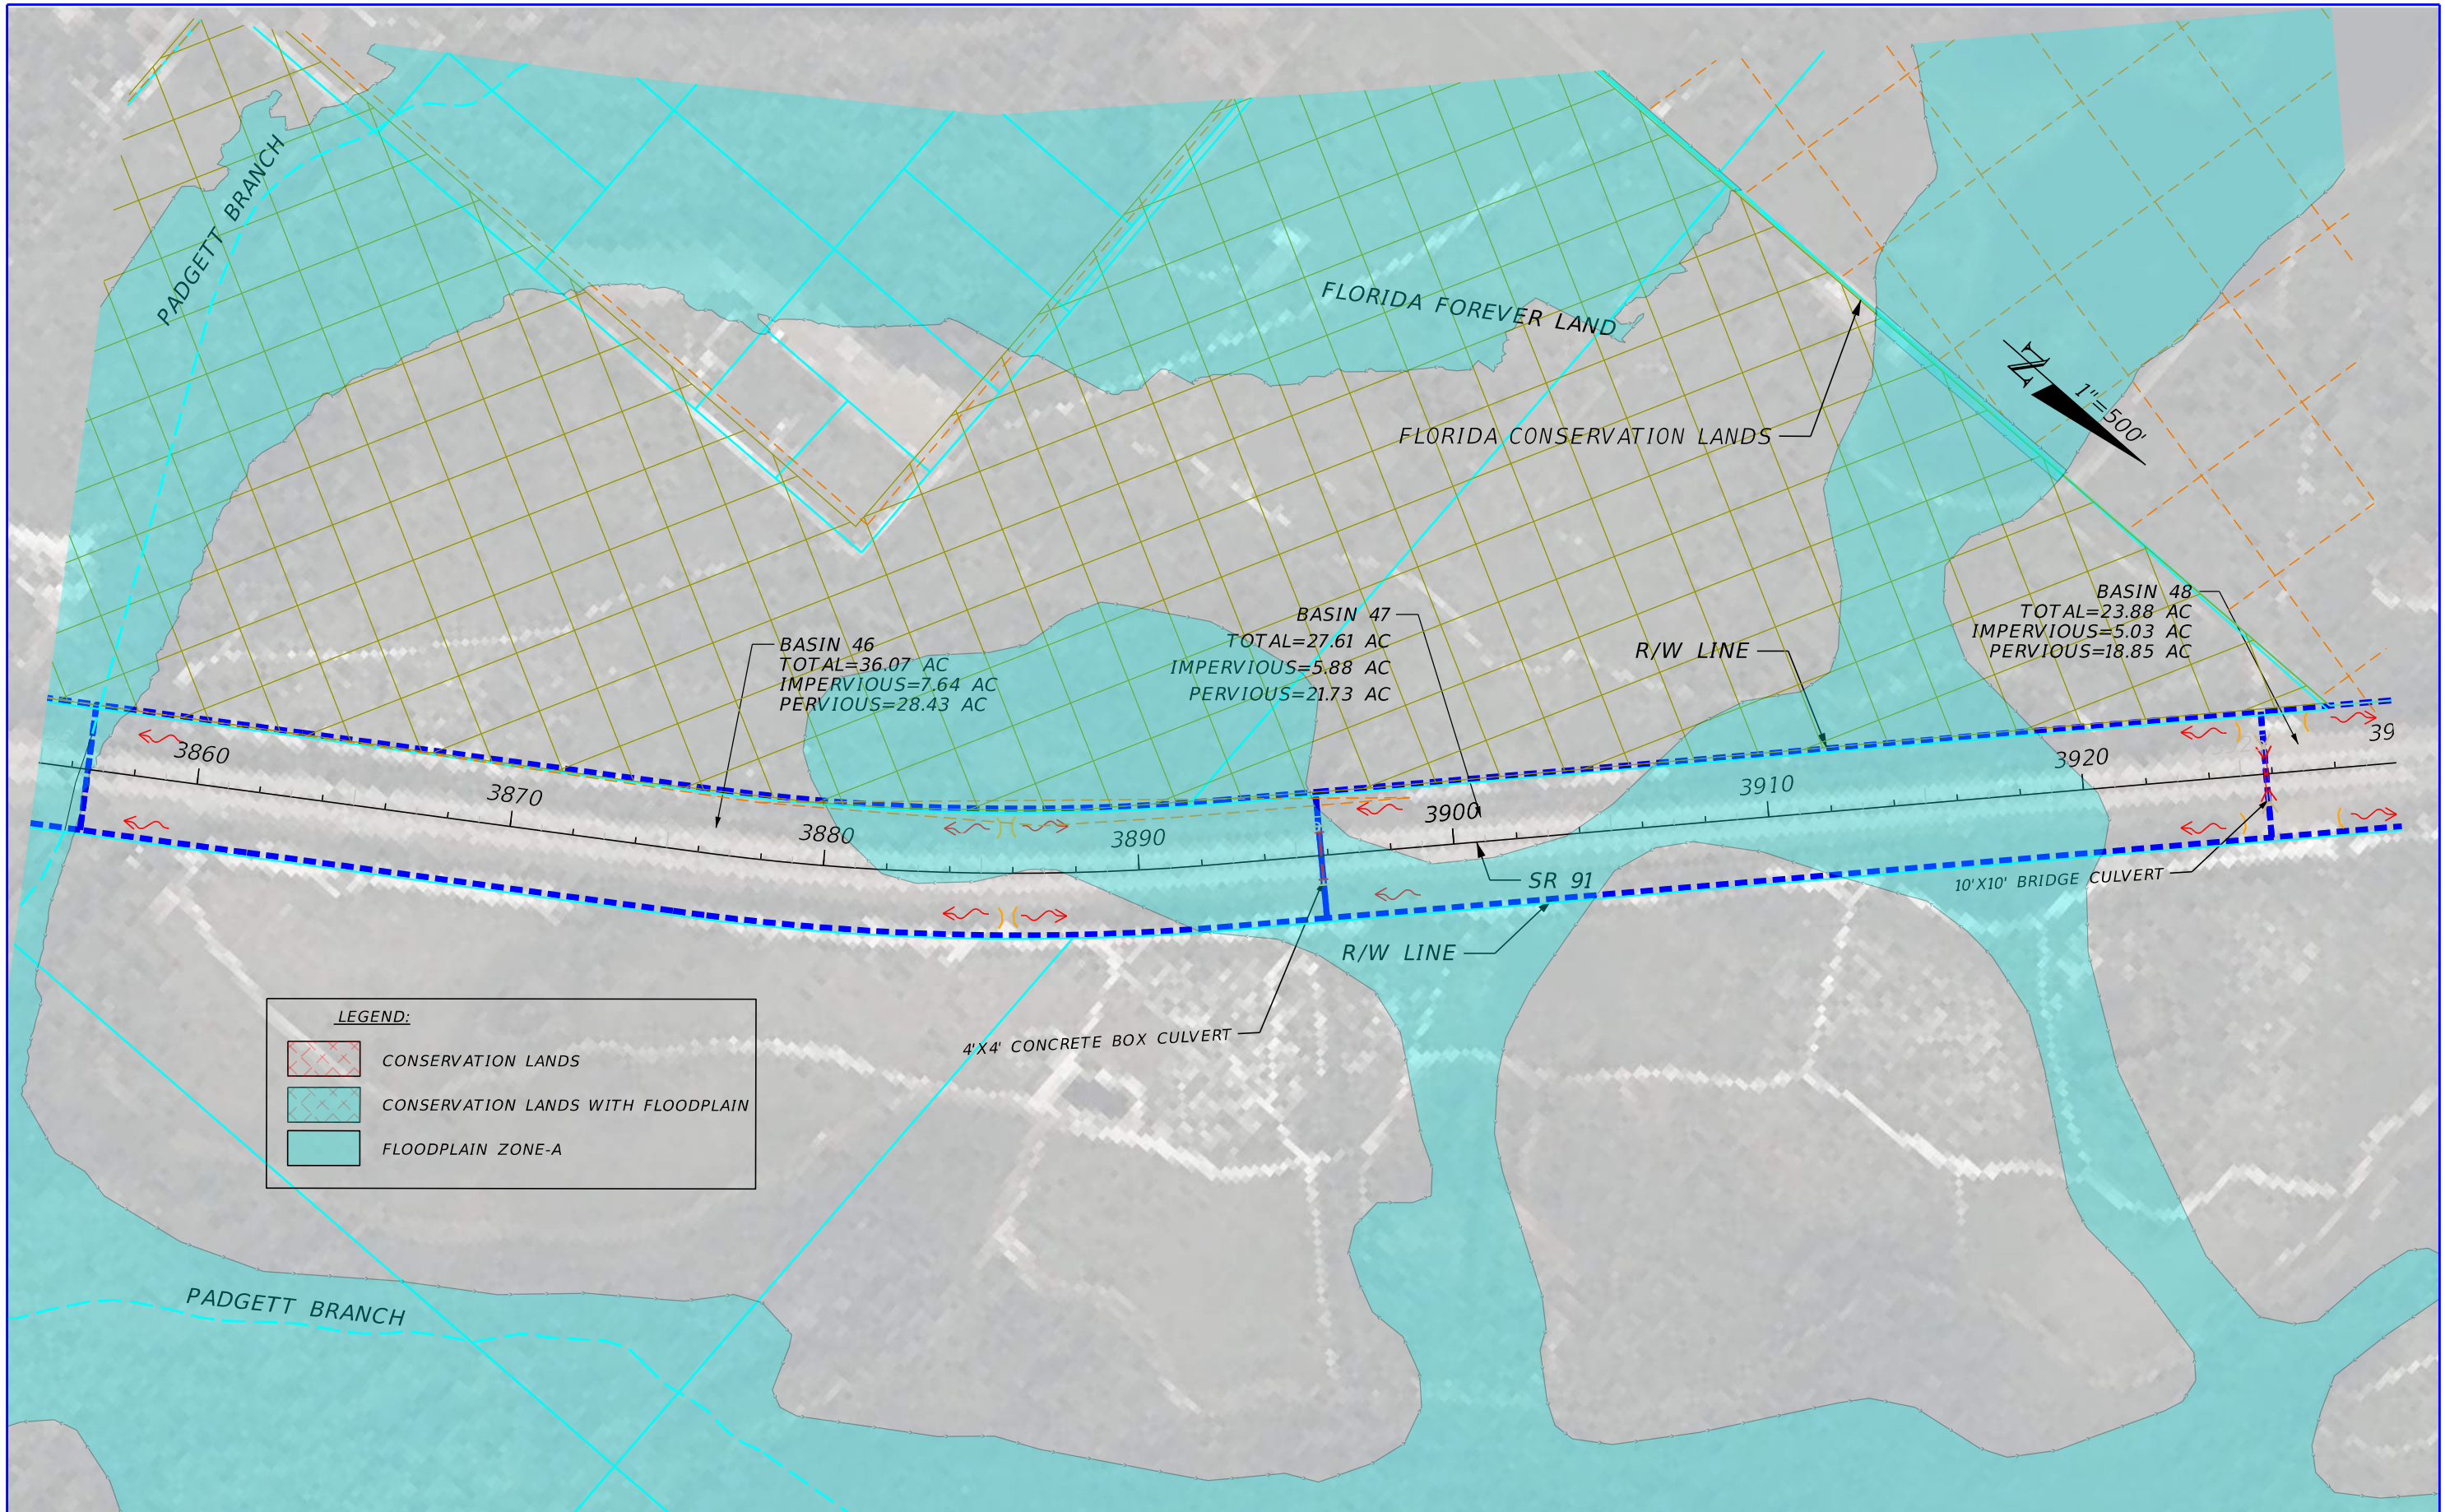 PADGETT BRANCH
FLORIDA FOREVER LAND
FLORIDA CONSERVATION LANDS
N
1"=500'
BASIN 46
TOTAL=36.07 AC
IMPERVIOUS=7.64 AC
PERVIOUS=28.43 AC
BASIN 47
TOTAL=27.61 AC
IMPERVIOUS=5.88 AC
PERVIOUS=21.73 AC
R/W LINE
BASIN 48
TOTAL=23.88 AC
IMPERVIOUS=5.03 AC
PERVIOUS=18.85 AC
3860
3870
3880
3890
3900
3910
3920
39
SR 91
R/W LINE
10'X10' BRIDGE CULVERT
4'X4' CONCRETE BOX CULVERT
LEGEND:
CONSERVATION LANDS
CONSERVATION LANDS WITH FLOODPLAIN
FLOODPLAIN ZONE-A
PADGETT BRANCH